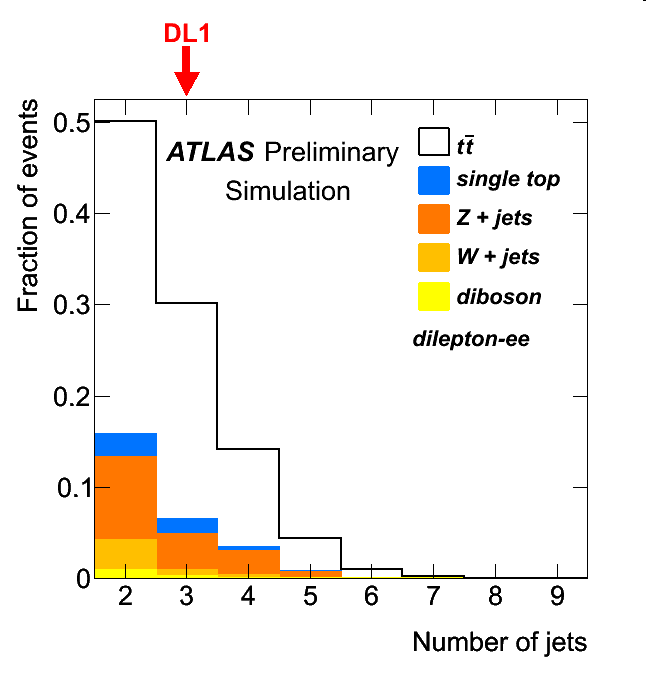 DL1
Fraction of events
0.5
0.4
0.3
0.2
0.1
0
ATLAS Preliminary
Simulation
tt̄
single top
Z + jets
W + jets
diboson
dilepton-ee
2 3 4 5 6 7 8 9
Number of jets